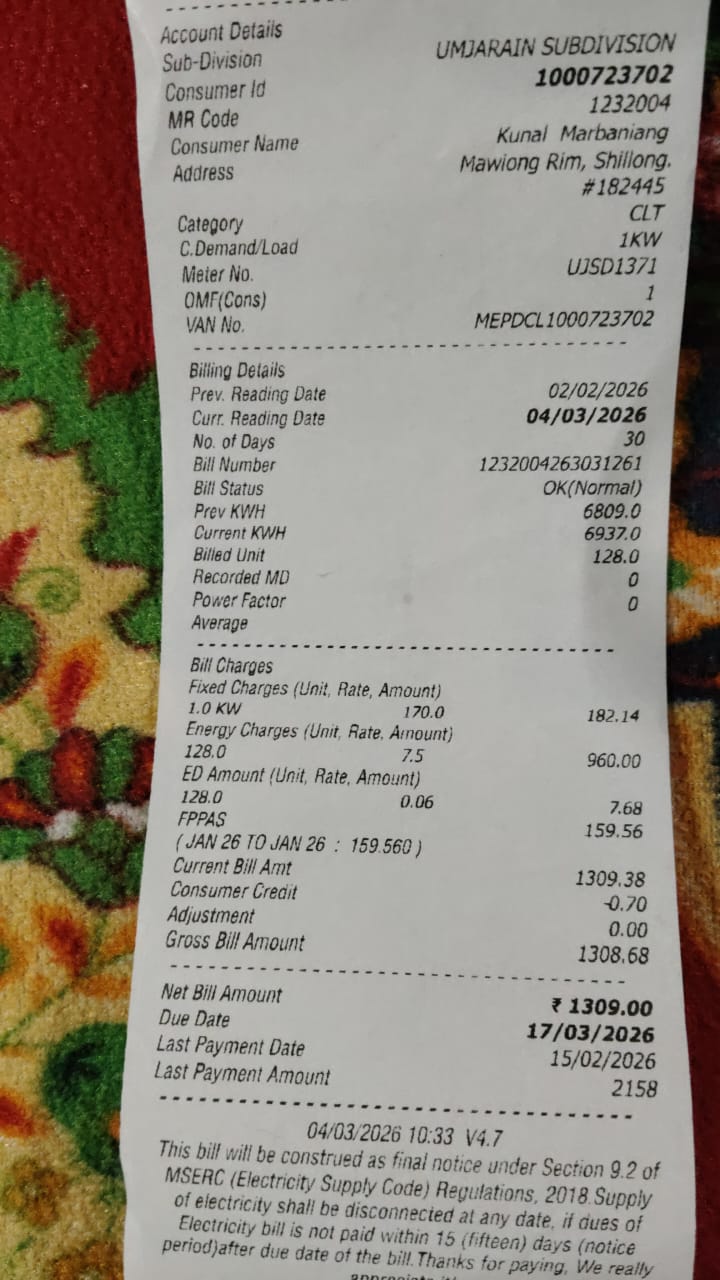 Account Details
Sub-Division UMJARAIN SUBDIVISION
Consumer Id 1000723702
MR Code 1232004
Consumer Name Kunal Marbaniang
Address Mawiong Rim, Shillong.
#182445
Category CLT
C.Demand/Load 1KW
Meter No. UJSD1371
OMF(Cons) 1
VAN No. MEPDCL1000723702
Billing Details
Prev. Reading Date 02/02/2026
Curr. Reading Date 04/03/2026
No. of Days 30
Bill Number 1232004263031261
Bill Status OK(Normal)
Prev KWH 6809.0
Current KWH 6937.0
Billed Unit 128.0
Recorded MD 0
Power Factor 0
Average
Bill Charges
Fixed Charges (Unit, Rate, Amount)
1.0 KW 170.0 182.14
Energy Charges (Unit, Rate, Amount)
128.0 7.5 960.00
ED Amount (Unit, Rate, Amount)
128.0 0.06 7.68
FPPAS 159.56
( JAN 26 TO JAN 26 : 159.560 )
Current Bill Amt 1309.38
Consumer Credit -0.70
Adjustment 0.00
Gross Bill Amount 1308.68
Net Bill Amount ₹ 1309.00
Due Date 17/03/2026
Last Payment Date 15/02/2026
Last Payment Amount 2158
04/03/2026 10:33 V4.7
This bill will be construed as final notice under Section 9.2 of
MSERC (Electricity Supply Code) Regulations, 2018.Supply
of electricity shall be disconnected at any date, if dues of
Electricity bill is not paid within 15 (fifteen) days (notice
period)after due date of the bill.Thanks for paying, We really